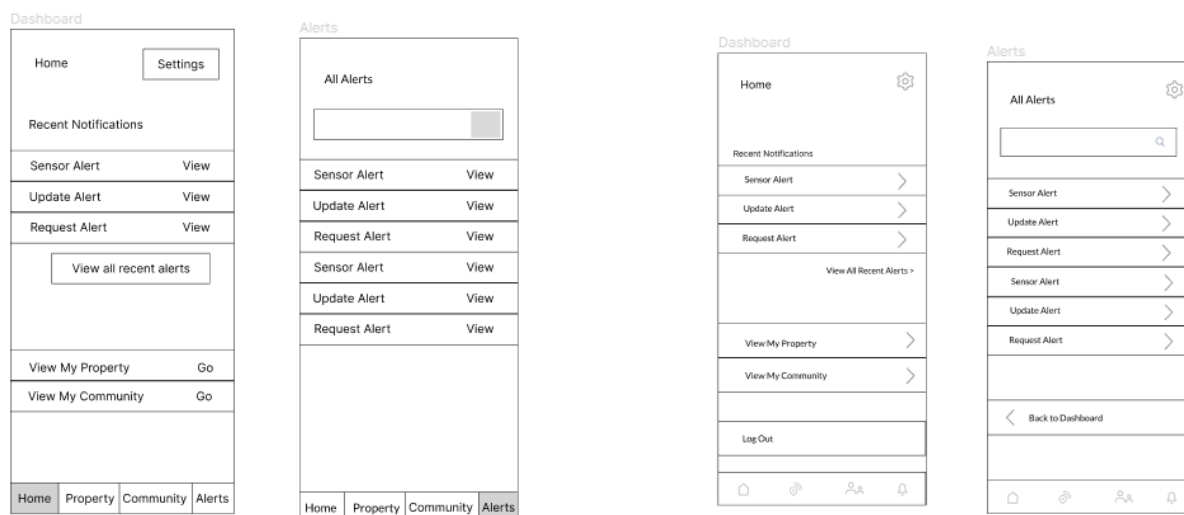 Dashboard
Home Settings
Recent Notifications
Sensor Alert View
Update Alert View
Request Alert View
View all recent alerts
View My Property Go
View My Community Go
Home Property Community Alerts
Alerts
All Alerts
Sensor Alert View
Update Alert View
Request Alert View
Sensor Alert View
Update Alert View
Request Alert View
Home Property Community Alerts
Dashboard
Home
Recent Notifications
Sensor Alert
Update Alert
Request Alert
View All Recent Alerts >
View My Property
View My Community
Log Out
Alerts
All Alerts
Sensor Alert
Update Alert
Request Alert
Sensor Alert
Update Alert
Request Alert
Back to Dashboard